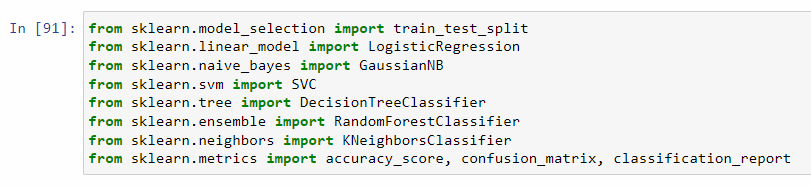 In [91]: from sklearn.model_selection import train_test_split
from sklearn.linear_model import LogisticRegression
from sklearn.naive_bayes import GaussianNB
from sklearn.svm import SVC
from sklearn.tree import DecisionTreeClassifier
from sklearn.ensemble import RandomForestClassifier
from sklearn.neighbors import KNeighborsClassifier
from sklearn.metrics import accuracy_score, confusion_matrix, classification_report